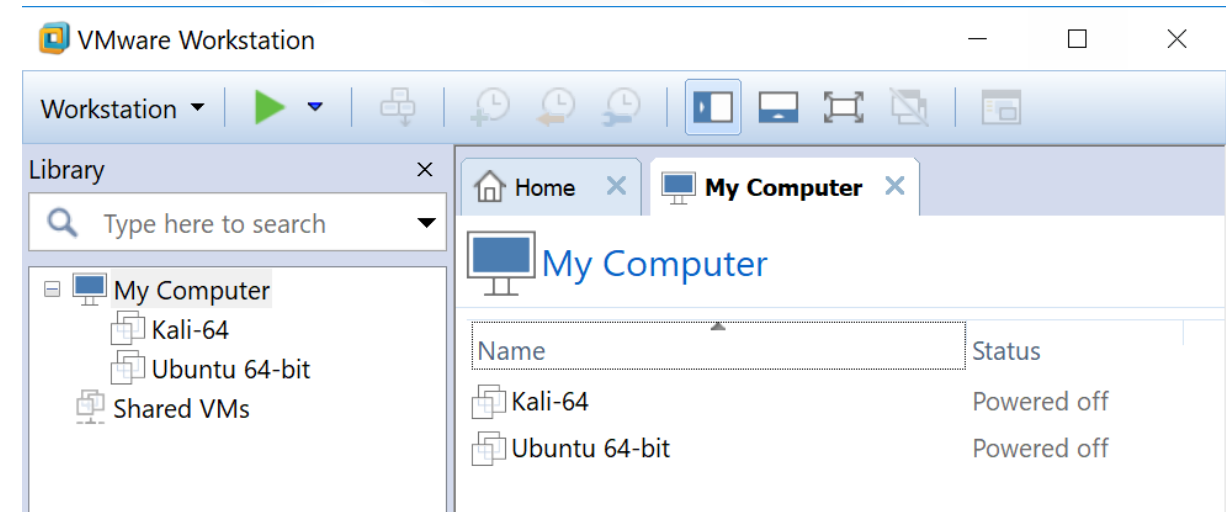 VMware Workstation
Workstation
Library
Type here to search
My Computer
Kali-64
Ubuntu 64-bit
Shared VMs
Home
My Computer
My Computer
Name Status
Kali-64 Powered off
Ubuntu 64-bit Powered off